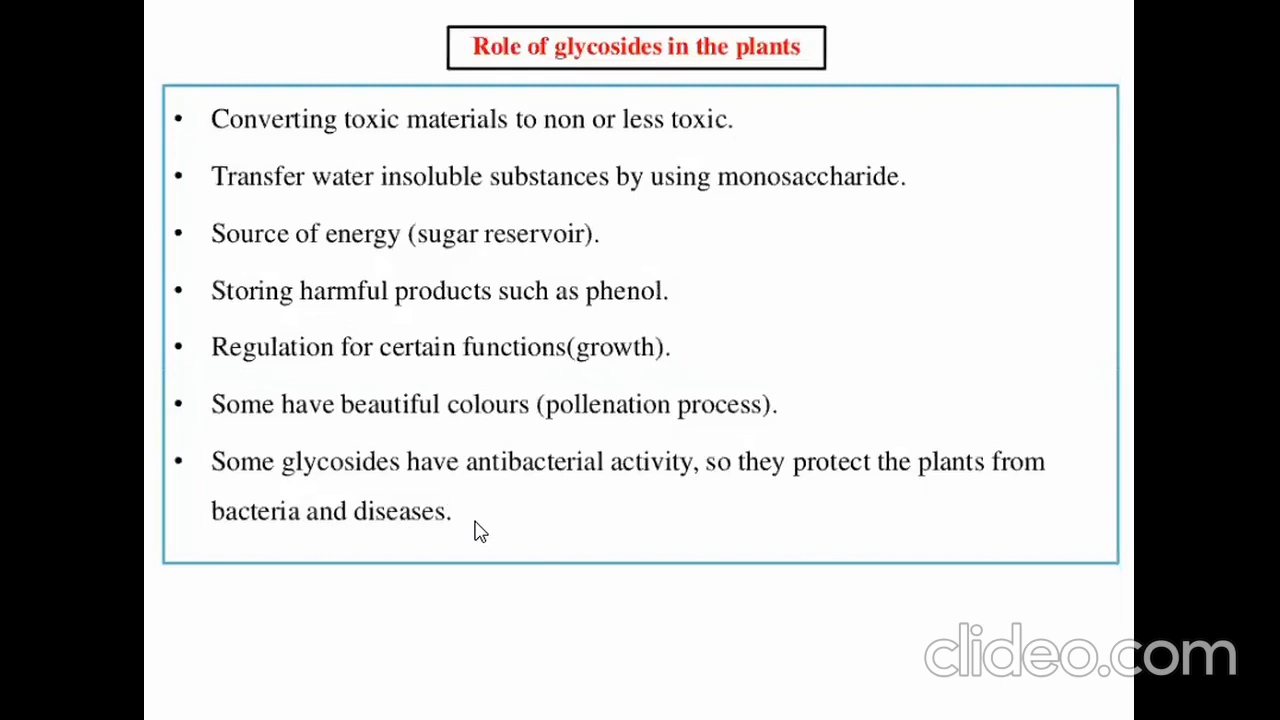 Role of glycosides in the plants
• Converting toxic materials to non or less toxic.
• Transfer water insoluble substances by using monosaccharide.
• Source of energy (sugar reservoir).
• Storing harmful products such as phenol.
• Regulation for certain functions(growth).
• Some have beautiful colours (pollenation process).
• Some glycosides have antibacterial activity, so they protect the plants from
bacteria and diseases.
clideo.com